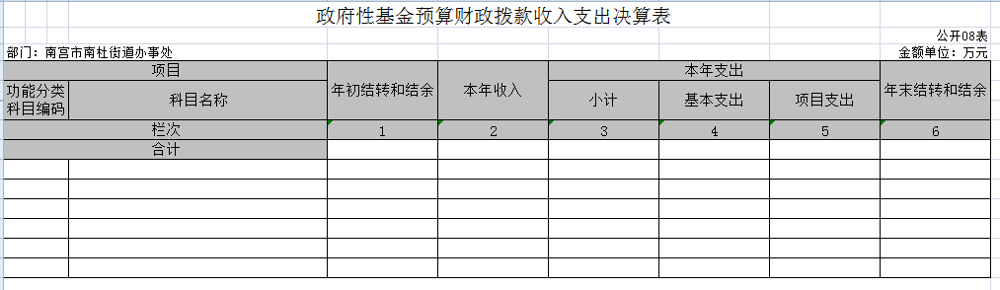 政府性基金预算财政拨款收入支出决算表
公开08表
部门：南宫市南杜街道办事处 金额单位：万元
项目 年初结转和结余 本年收入 本年支出 年末结转和结余
功能分类科目编码 科目名称 小计 基本支出 项目支出
栏次 1 2 3 4 5 6
合计